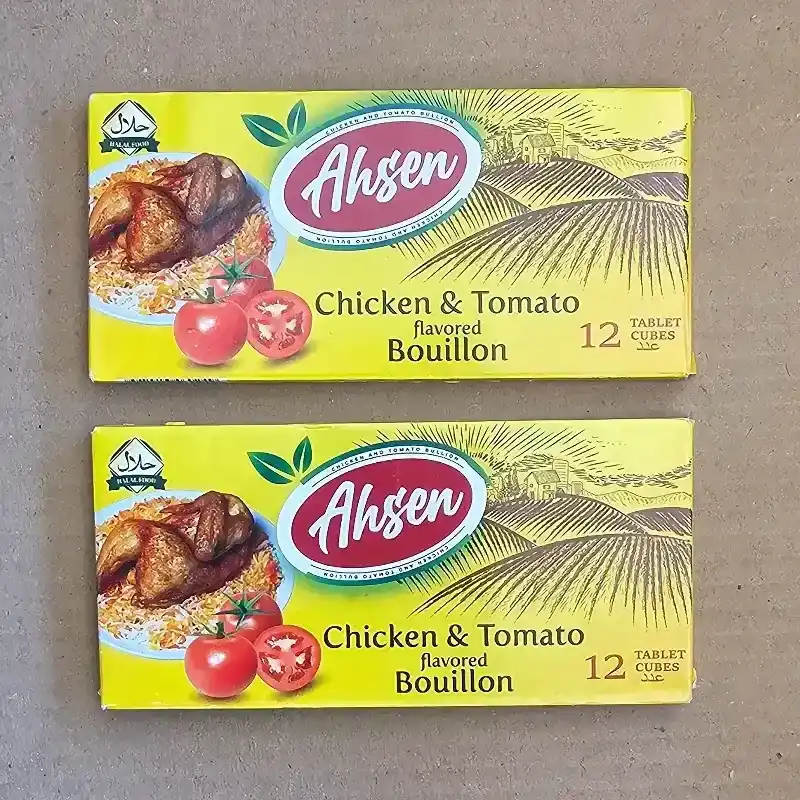 حلال
HALAL FOOD
CHICKEN AND TOMATO BULLION
Ahsen
CHICKEN AND TOMATO BULLION
Chicken & Tomato
flavored
Bouillon
12 TABLET
CUBES
عدد
حلال
HALAL FOOD
CHICKEN AND TOMATO BULLION
Ahsen
CHICKEN AND TOMATO BULLION
Chicken & Tomato
flavored
Bouillon
12 TABLET
CUBES
عدد